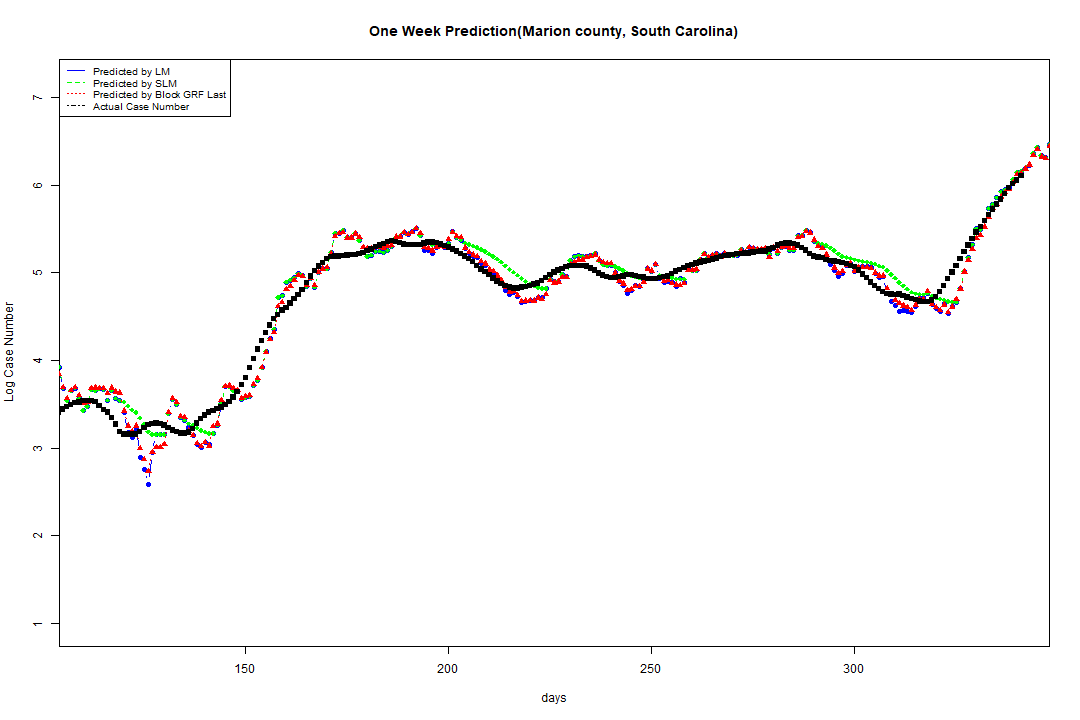 One Week Prediction(Marion county, South Carolina)
Predicted by LM
Predicted by SLM
Predicted by Block GRF Last
Actual Case Number
7
6
5
4
3
2
1
Log Case Number
150 200 250 300
days